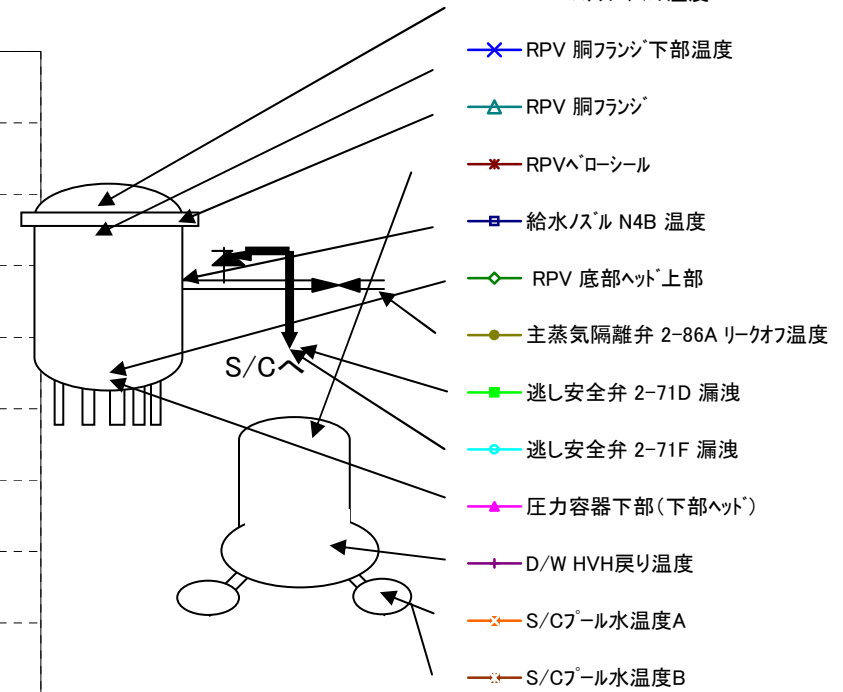 RPV 胴フランジ下部温度
RPV 胴フランジ
RPVベローシール
給水ノズル N4B 温度
RPV 底部ヘッド上部
主蒸気隔離弁 2-86A リークオフ温度
逃し安全弁 2-71D 漏洩
逃し安全弁 2-71F 漏洩
圧力容器下部(下部ヘッド)
D/W HVH戻り温度
S/Cプール水温度A
S/Cプール水温度B
S/Cへ